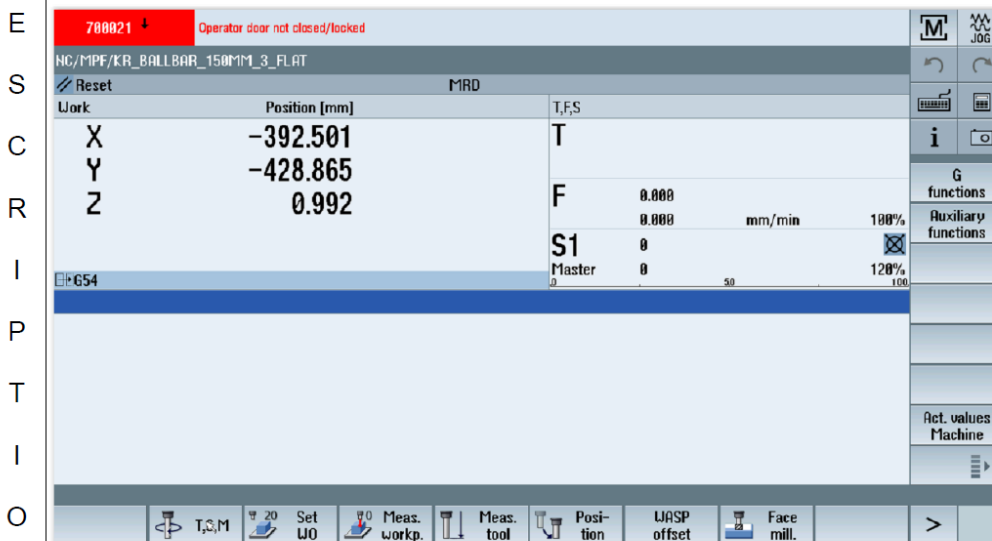 E
S
C
R
I
P
T
I
O
700021
Operator door not closed/locked
M
JOG
NC/MPF/KR_BALLBAR_150MM_3_FLAT
Reset
MRD
Work
Position [mm]
T,F,S
X
-392.501
T
Y
-428.865
Z
0.992
F
0.000
0.000
mm/min
100%
S1
0
Master
0
120%
0
50
100
G54
i
G
functions
Auxiliary
functions
Act. values
Machine
T,S,M
20
Set
WO
0
Meas.
workp.
Meas.
tool
Posi-
tion
WASP
offset
Face
mill.
>